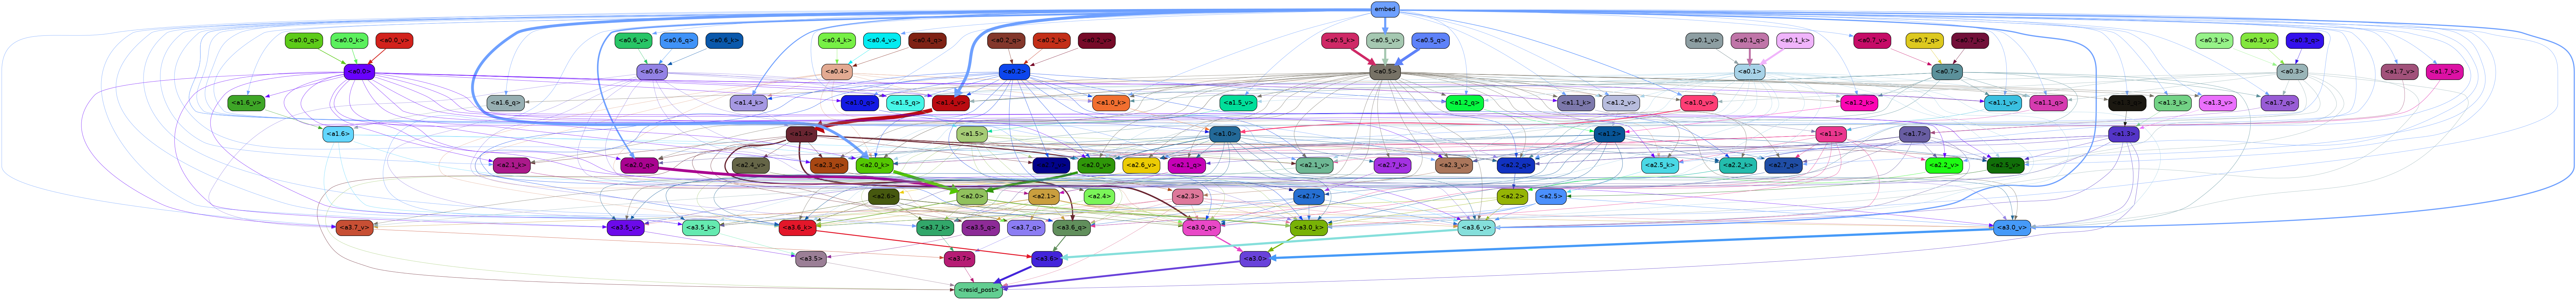 embed
<a0.0_q> <a0.0_k> <a0.0_v> <a0.6_v> <a0.6_q> <a0.6_k> <a0.4_k> <a0.4_v> <a0.4_q> <a0.2_q> <a0.2_k> <a0.2_v> <a0.5_k> <a0.5_v> <a0.5_q> <a0.1_v> <a0.1_q> <a0.1_k> <a0.7_v> <a0.7_q> <a0.7_k> <a0.3_k> <a0.3_v> <a0.3_q>
<a0.0> <a0.6> <a0.4> <a0.2> <a0.5> <a0.1> <a0.7> <a0.3> <a1.7_v> <a1.7_k>
<a1.6_v> <a1.6_q> <a1.4_k> <a1.5_q> <a1.4_v> <a1.0_k> <a1.5_v> <a1.2_q> <a1.1_k> <a1.2_v> <a1.0_v> <a1.2_k> <a1.1_v> <a1.1_q> <a1.3_k> <a1.3_v> <a1.7_q>
<a1.6> <a1.4> <a1.5> <a1.0> <a1.2> <a1.1> <a1.7> <a1.3>
<a2.1_k> <a2.0_q> <a2.4_v> <a2.3_q> <a2.0_k> <a2.0_v> <a2.6_v> <a2.1_q> <a2.1_v> <a2.7_k> <a2.3_v> <a2.2_q> <a2.5_k> <a2.2_k> <a2.7_q> <a2.2_v> <a2.5_v>
<a2.6> <a2.0> <a2.1> <a2.4> <a2.3> <a2.7> <a2.2> <a2.5>
<a3.7_v> <a3.5_v> <a3.5_k> <a3.6_k> <a3.7_k> <a3.5_q> <a3.7_q> <a3.6_q> <a3.0_q> <a3.0_k> <a3.6_v> <a3.0_v>
<a3.5> <a3.7> <a3.6> <a3.0>
<resid_post>